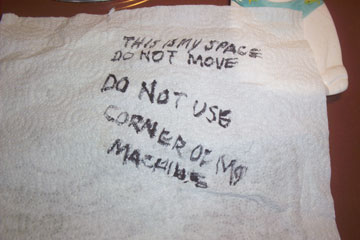 THIS IS MY SPACE
DO NOT MOVE
DO NOT USE
CORNER OF MY
MACHINE